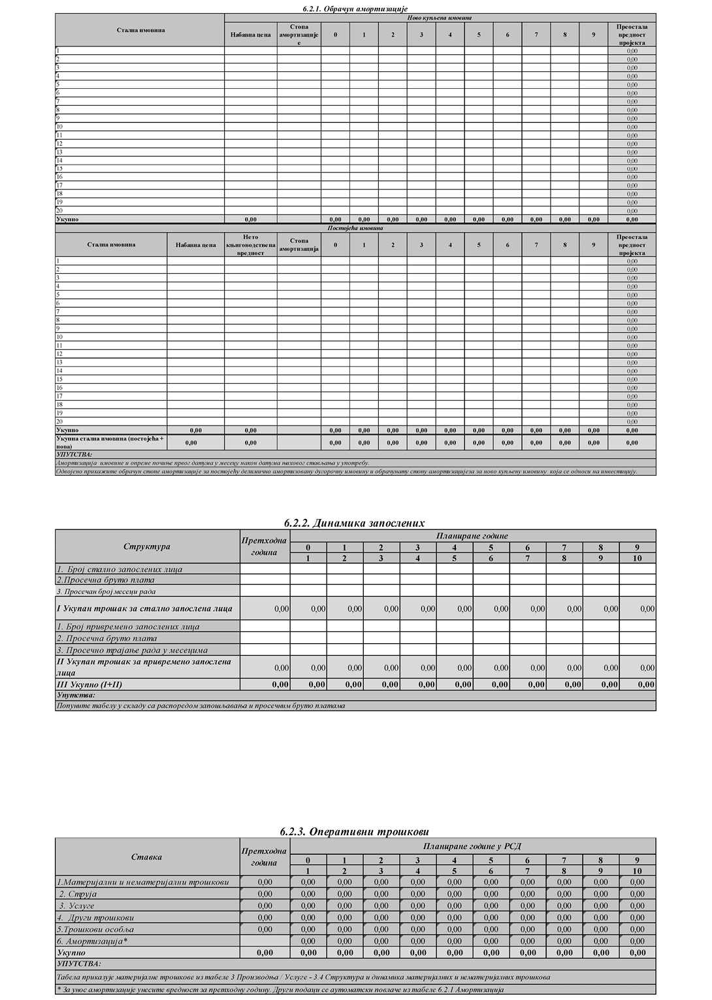 6.2.1. Обрачун амортизације
Стална имовина Ново купљена имовина
Набавна цена Стопа амортизације е 0 1 2 3 4 5 6 7 8 9 Преостала вредност пројекта
1 0,00
2 0,00
3 0,00
4 0,00
5 0,00
6 0,00
7 0,00
8 0,00
9 0,00
10 0,00
11 0,00
12 0,00
13 0,00
14 0,00
15 0,00
16 0,00
17 0,00
18 0,00
19 0,00
20 0,00
Укупно 0,00 0,00 0,00 0,00 0,00 0,00 0,00 0,00 0,00 0,00 0,00 0,00
Постојећа имовина
Стална имовина Набавна цена Нето књиговодствена вредност Стопа амортизација 0 1 2 3 4 5 6 7 8 9 Преостала вредност пројекта
1 0,00
2 0,00
3 0,00
4 0,00
5 0,00
6 0,00
7 0,00
8 0,00
9 0,00
10 0,00
11 0,00
12 0,00
13 0,00
14 0,00
15 0,00
16 0,00
17 0,00
18 0,00
19 0,00
20 0,00
Укупно 0,00 0,00 0,00 0,00 0,00 0,00 0,00 0,00 0,00 0,00 0,00 0,00 0,00
Укупна стална имовина (постојећа + нова) 0,00 0,00 0,00 0,00 0,00 0,00 0,00 0,00 0,00 0,00 0,00 0,00 0,00
УПУТСТВА:
Амортизација имовине и опреме почиње првог датума у месецу након датума њиховог стављања у употребу.
Одвојено прикажите обрачун стопе амортизације за постојећу делимично амортизовану дугорочну имовину и обрачунату стопу амортизацијеза за ново купљену имовину која се односи на инвестицију.
6.2.2. Динамика запослених
Структура Претходна година Планиране године
0 1 2 3 4 5 6 7 8 9
1 2 3 4 5 6 7 8 9 10
1. Број стално запослених лица
2.Просечна бруто плата
3. Просечан број месеци рада
I Укупан трошак за стално запослена лица 0,00 0,00 0,00 0,00 0,00 0,00 0,00 0,00 0,00 0,00 0,00
1. Број привремено запослених лица
2. Просечна бруто плата
3. Просечно трајање рада у месецима
II Укупан трошак за привремено запослена лица 0,00 0,00 0,00 0,00 0,00 0,00 0,00 0,00 0,00 0,00 0,00
III Укупно (I+II) 0,00 0,00 0,00 0,00 0,00 0,00 0,00 0,00 0,00 0,00 0,00
Упутства:
Попуните табелу у складу са распоредом запошљавања и просечним бруто платама
6.2.3. Оперативни трошкови
Ставка Претходна година Планиране године у РСД
0 1 2 3 4 5 6 7 8 9
1 2 3 4 5 6 7 8 9 10
1.Материјални и нематеријални трошкови 0,00 0,00 0,00 0,00 0,00 0,00 0,00 0,00 0,00 0,00 0,00
2. Струја 0,00 0,00 0,00 0,00 0,00 0,00 0,00 0,00 0,00 0,00 0,00
3. Услуге 0,00 0,00 0,00 0,00 0,00 0,00 0,00 0,00 0,00 0,00 0,00
4. Други трошкови 0,00 0,00 0,00 0,00 0,00 0,00 0,00 0,00 0,00 0,00 0,00
5.Трошкови особља 0,00 0,00 0,00 0,00 0,00 0,00 0,00 0,00 0,00 0,00 0,00
6. Амортизација* 0,00 0,00 0,00 0,00 0,00 0,00 0,00 0,00 0,00 0,00
Укупно 0,00 0,00 0,00 0,00 0,00 0,00 0,00 0,00 0,00 0,00 0,00
УПУТСТВА:
Табела приказује материјалне трошкове из табеле 3 Производња / Услуге - 3.4 Структура и динамика материјалних и нематеријалних трошкова
* За унос амортизације унесите вредност за претходну годину. Други подаци се аутоматски повлаче из табеле 6.2.1 Амортизација